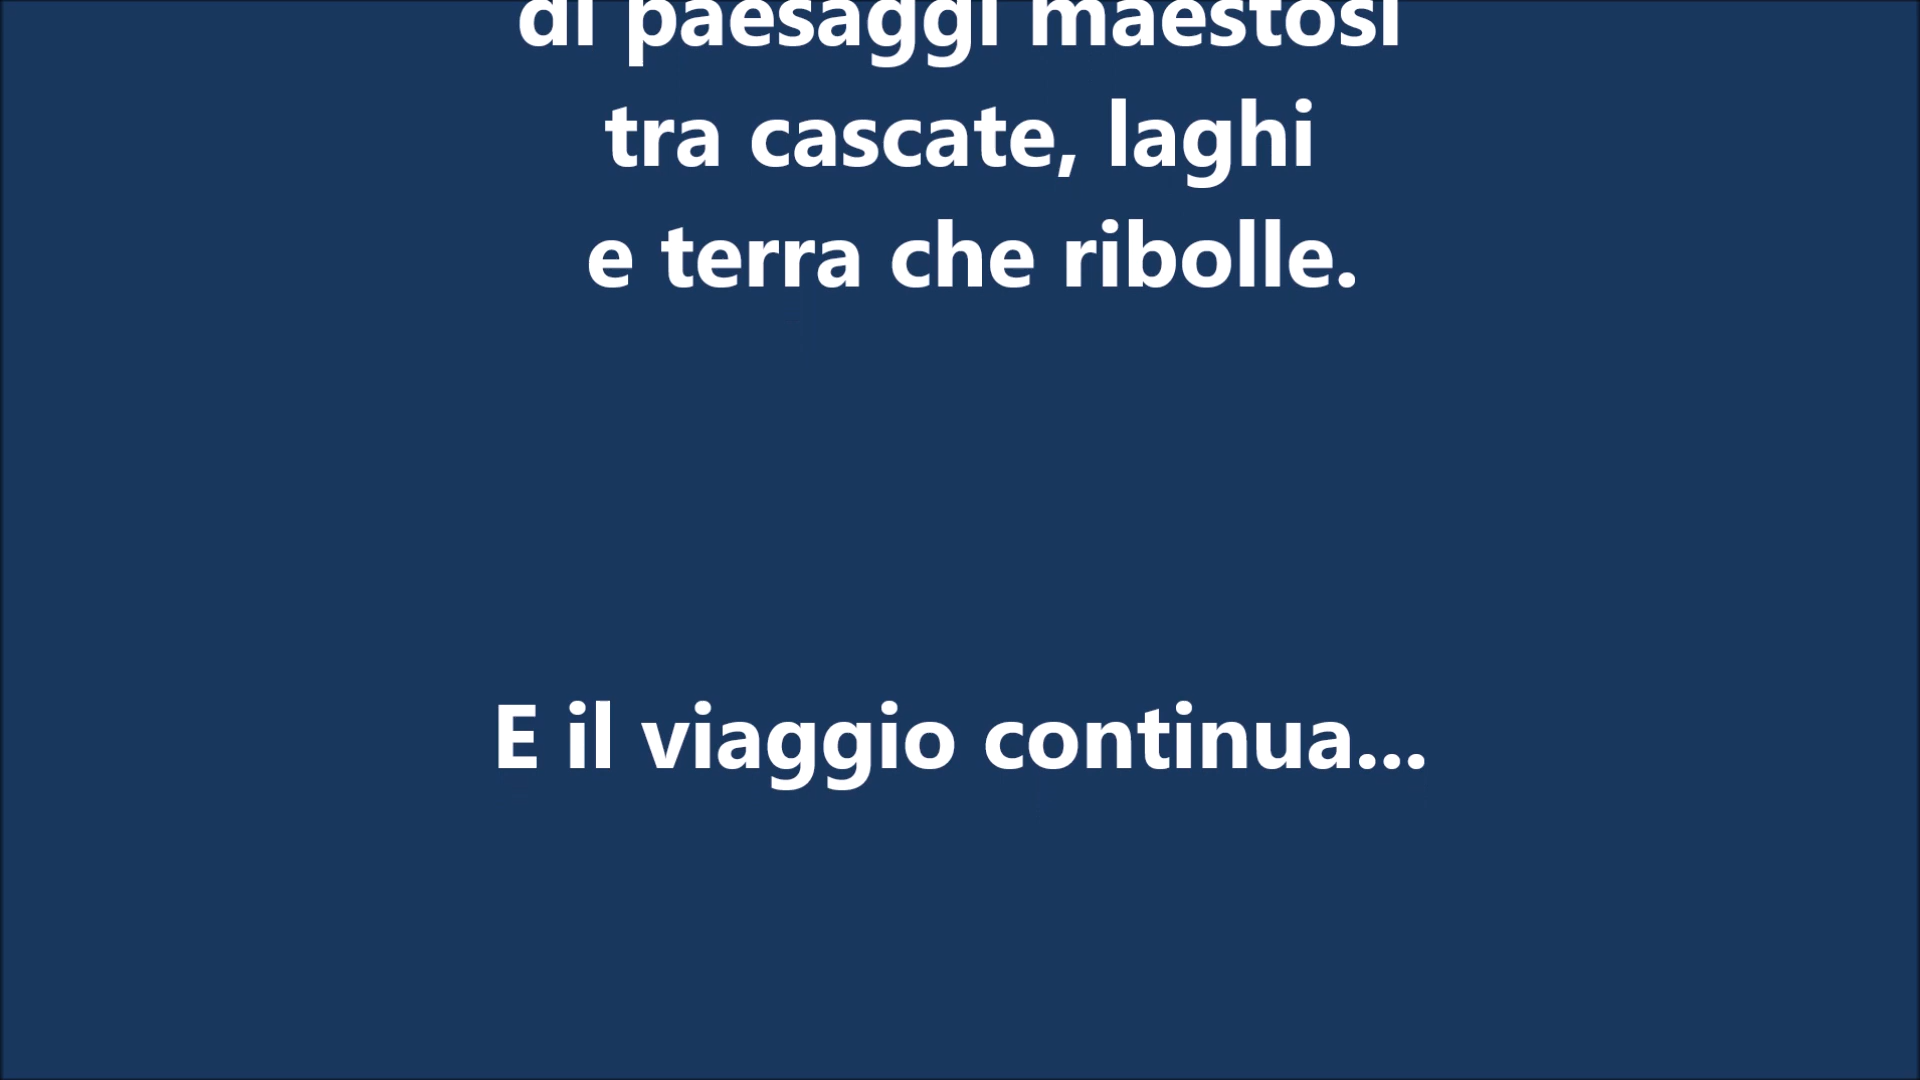 di paesaggi maestosi
tra cascate, laghi
e terra che ribolle.
E il viaggio continua...